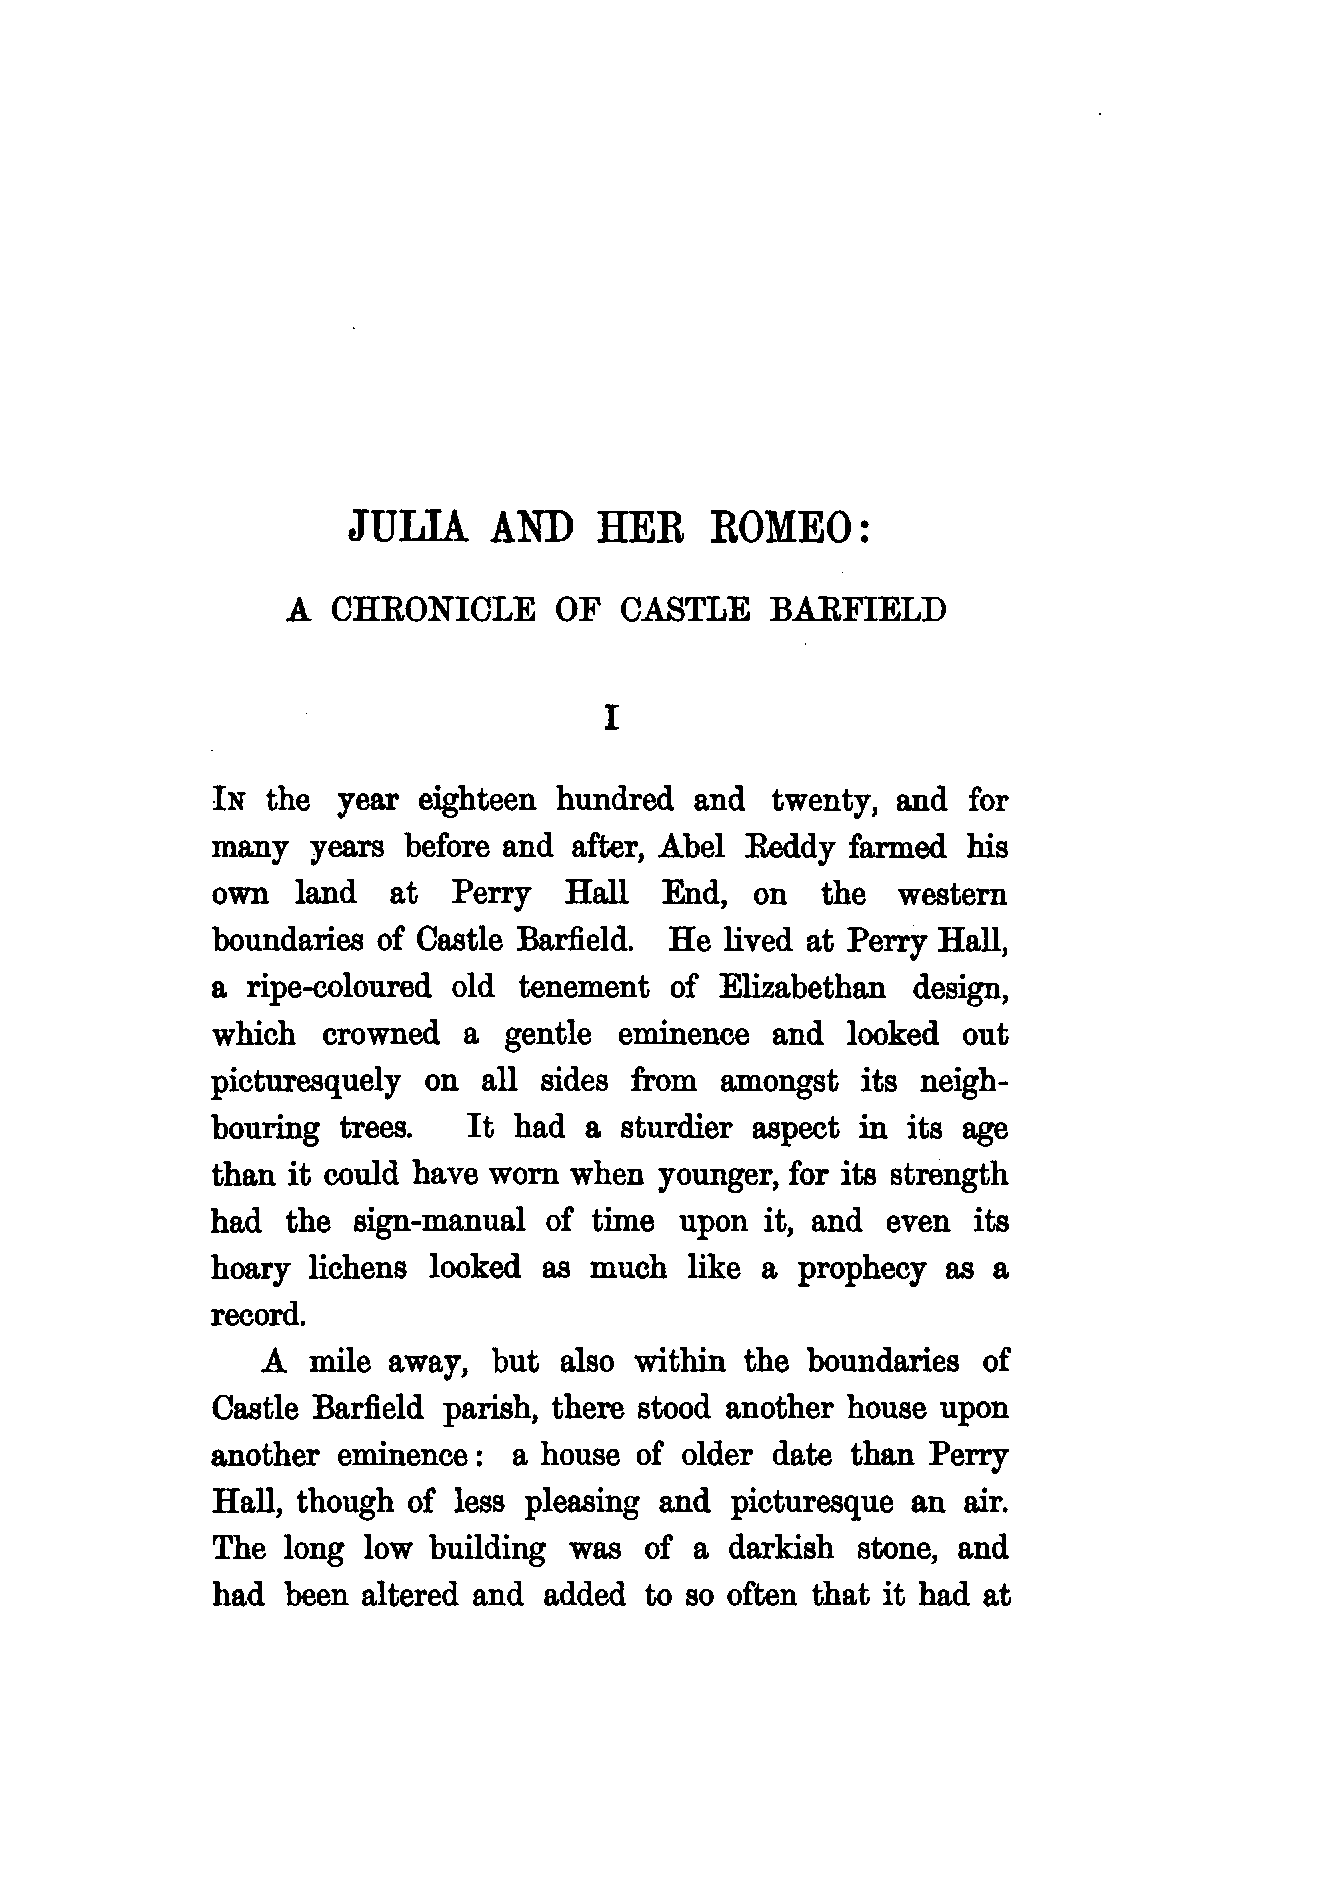 JULIA AND HER ROMEO:
A CHRONICLE OF CASTLE BARFIELD
I
In the year eighteen hundred and twenty, and for
many years before and after, Abel Reddy farmed his
own land at Perry Hall End, on the western
boundaries of Castle Barfield. He lived at Perry Hall,
a ripe-coloured old tenement of Elizabethan design,
which crowned a gentle eminence and looked out
picturesquely on all sides from amongst its neigh-
bouring trees. It had a sturdier aspect in its age
than it could have worn when younger, for its strength
had the sign-manual of time upon it, and even its
hoary lichens looked as much like a prophecy as a
record.
A mile away, but also within the boundaries of
Castle Barfield parish, there stood another house upon
another eminence: a house of older date than Perry
Hall, though of less pleasing and picturesque an air.
The long low building was of a darkish stone, and
had been altered and added to so often that it had at